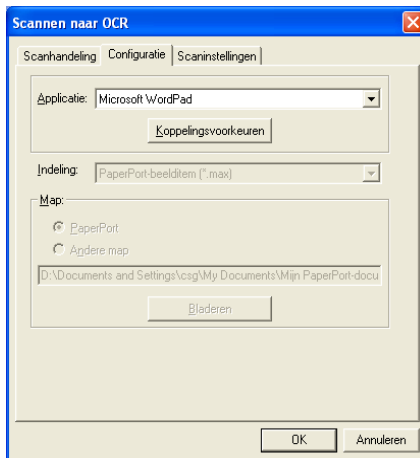 Scannen naar OCR
Scanhandeling Configuratie Scaninstellingen
Applicatie: Microsoft WordPad
Koppelingsvoorkeuren
Indeling: PaperPort-beelditem (*.max)
Map:
PaperPort
Andere map
D:\Documents and Settings\csg\My Documents\Mijn PaperPort-docu
Bladeren
OK Annuleren